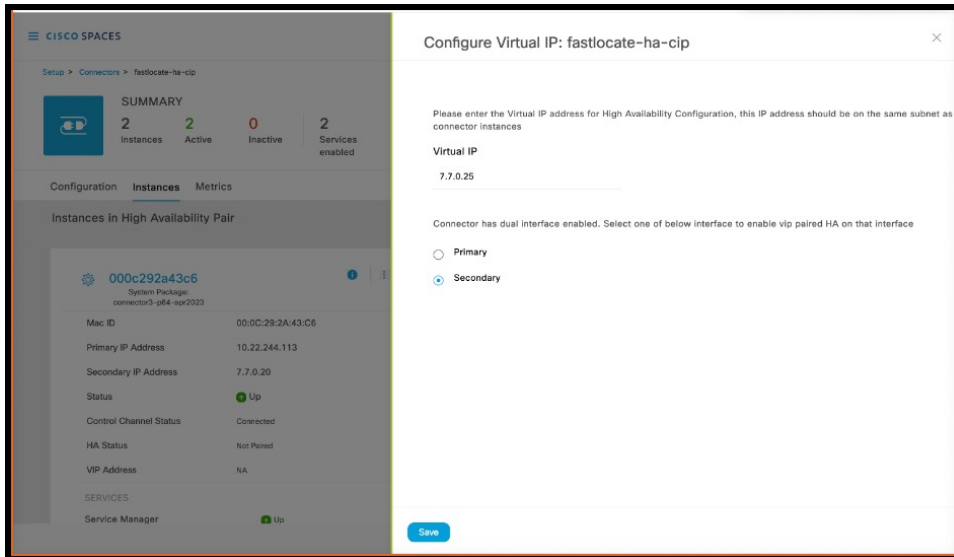 CISCO SPACES
Setup > Connectors > fastlocate-ha-cip
SUMMARY
2 2 0 2
Instances Active Inactive Services enabled
Configuration Instances Metrics
Instances in High Availability Pair
000c292a43c6
System Package:
connector3-p64-apr2023
Mac ID 00:0C:29:2A:43:C6
Primary IP Address 10.22.244.113
Secondary IP Address 7.7.0.20
Status Up
Control Channel Status Connected
HA Status Not Paired
VIP Address NA
SERVICES
Service Manager Up
Configure Virtual IP: fastlocate-ha-cip
Please enter the Virtual IP address for High Availability Configuration, this IP address should be on the same subnet as
connector instances
Virtual IP
7.7.0.25
Connector has dual interface enabled. Select one of below interface to enable vip paired HA on that interface
Primary
Secondary
Save